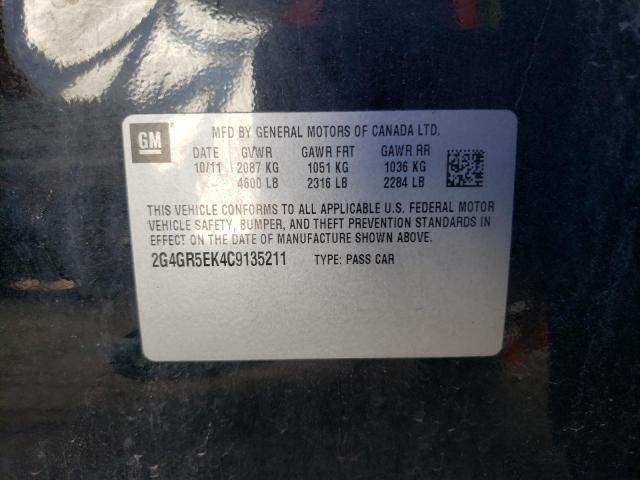 GM
MFD BY GENERAL MOTORS OF CANADA LTD.
DATE GVWR GAWR FRT GAWR RR
10/11 2087 KG 1051 KG 1036 KG
4600 LB 2316 LB 2284 LB
THIS VEHICLE CONFORMS TO ALL APPLICABLE U.S. FEDERAL MOTOR
VEHICLE SAFETY, BUMPER, AND THEFT PREVENTION STANDARDS IN
EFFECT ON THE DATE OF MANUFACTURE SHOWN ABOVE.
2G4GR5EK4C9135211 TYPE: PASS CAR